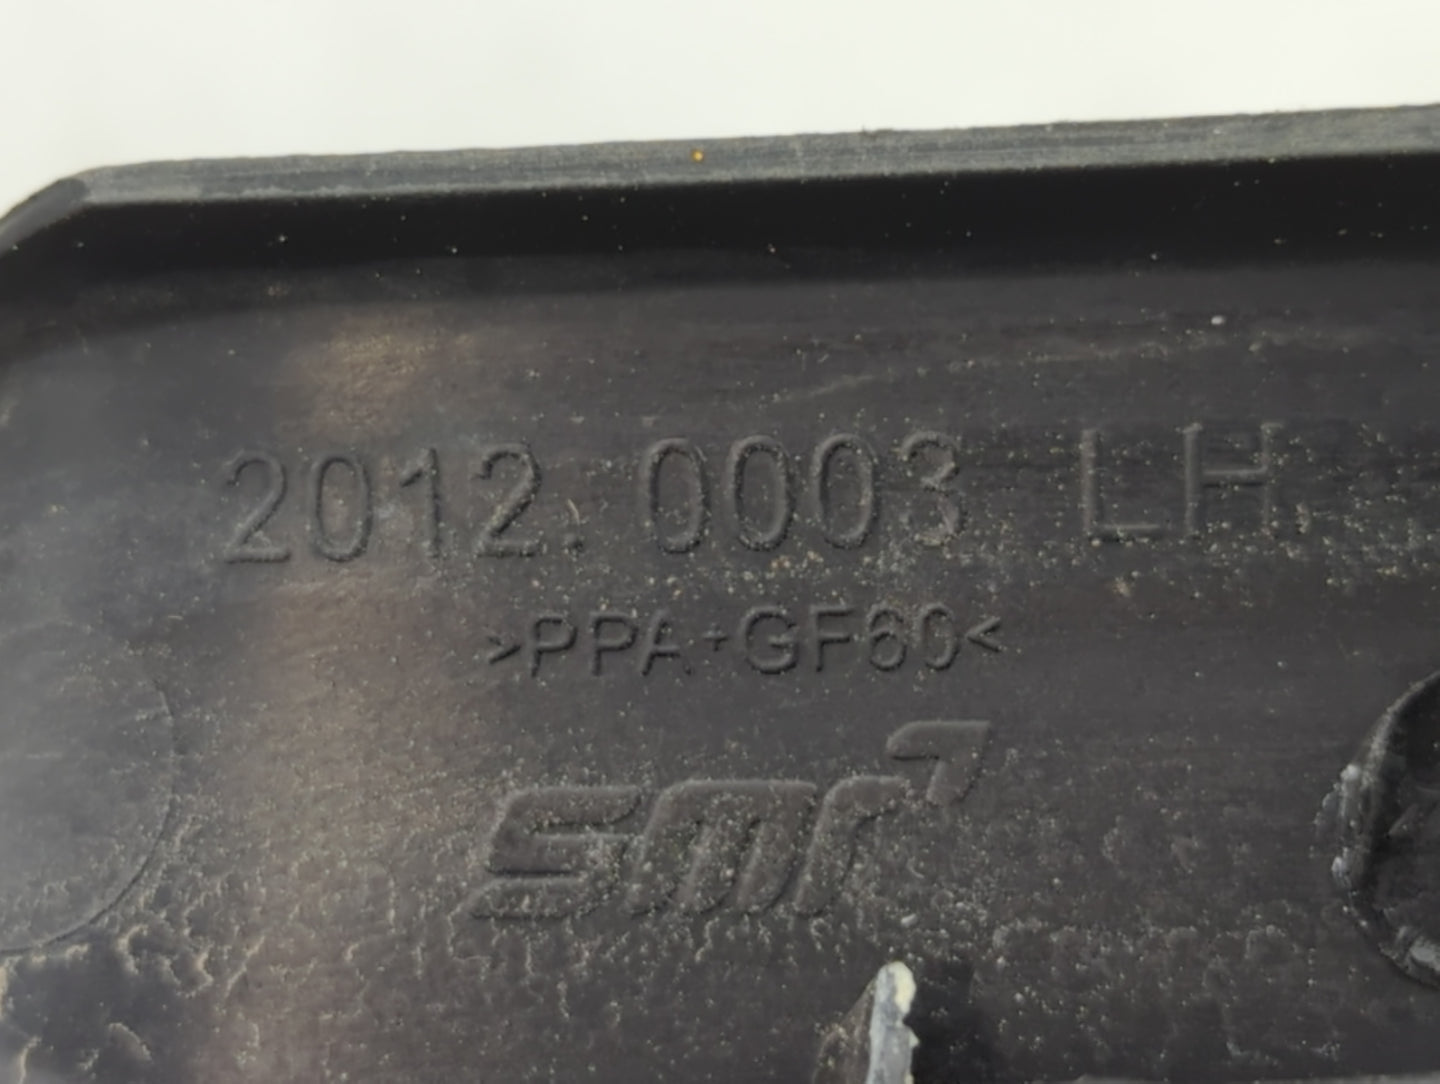 2012.0003 LH
>PPA+GF60<
smr